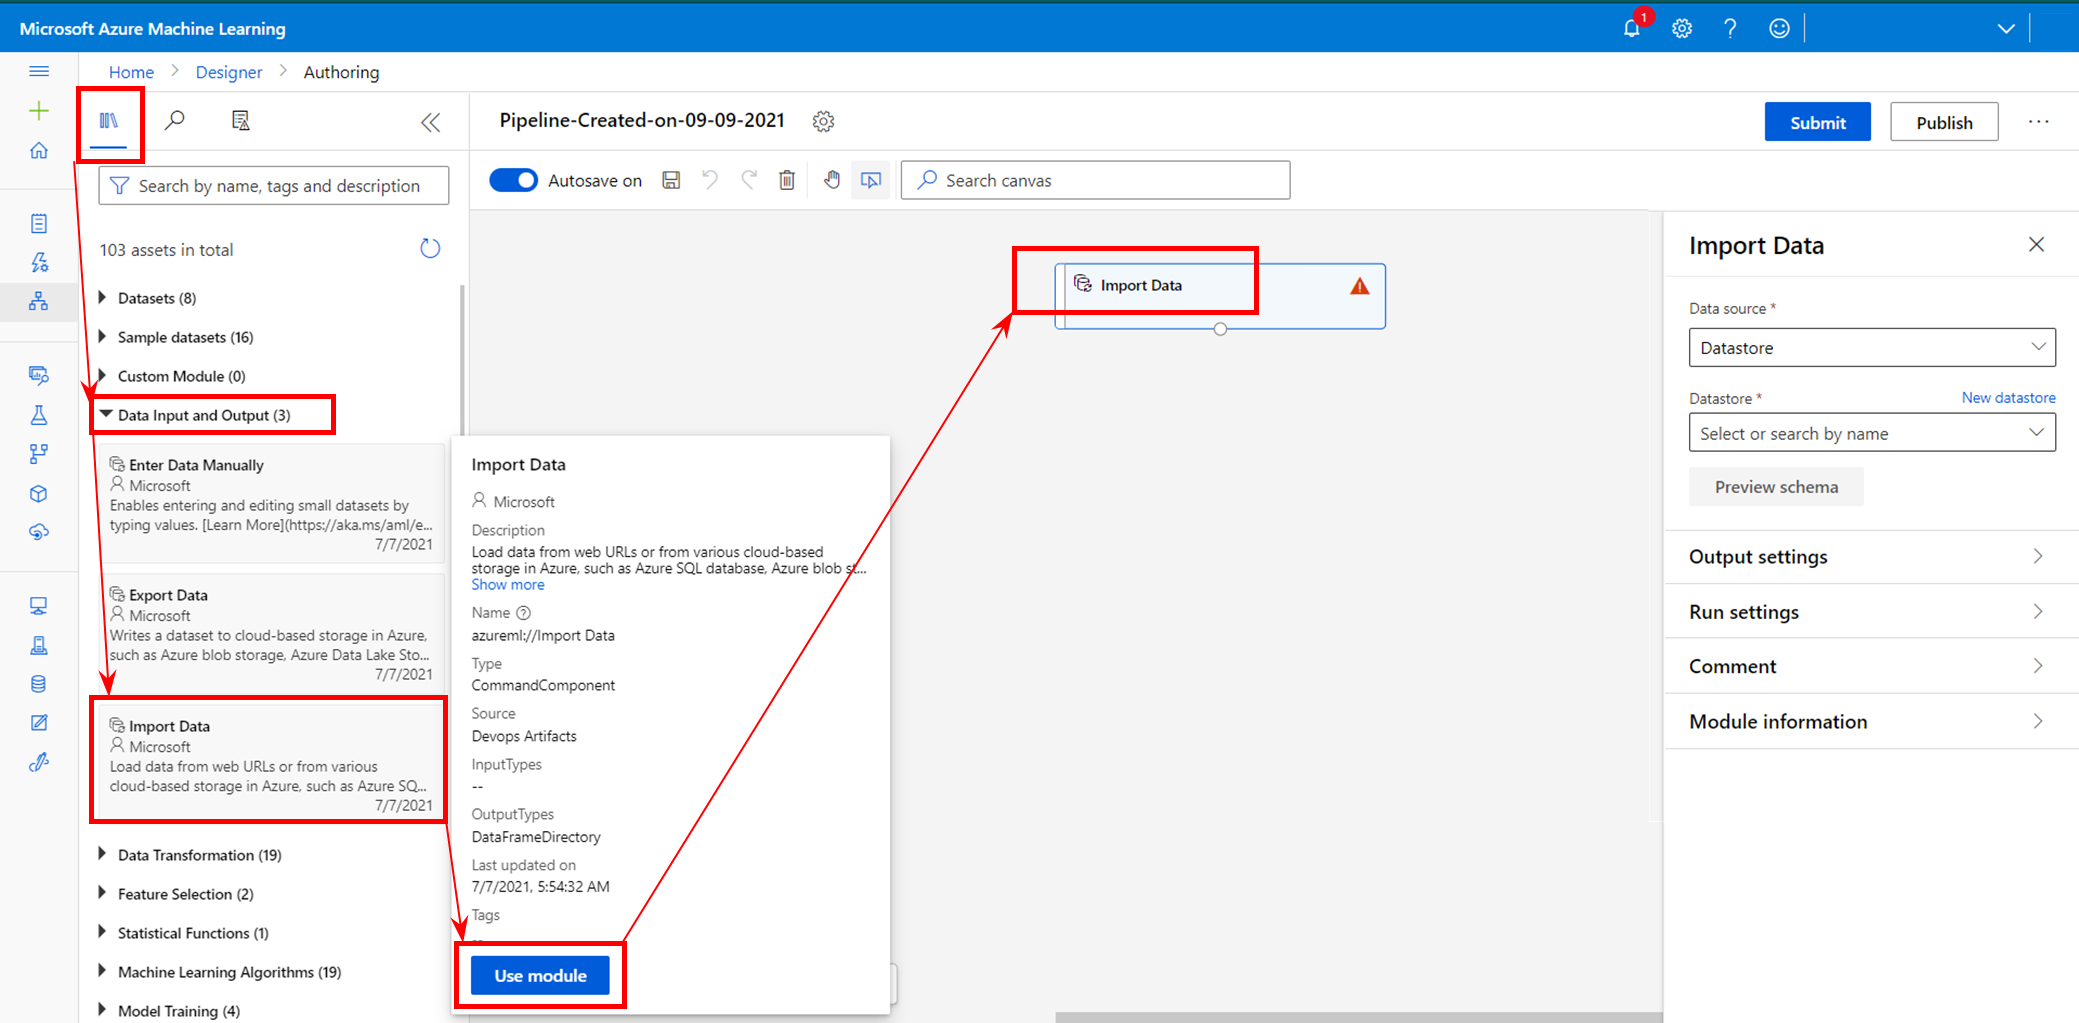 Microsoft Azure Machine Learning
1
Home
Designer
Authoring
Pipeline-Created-on-09-09-2021
Submit
Publish
Search by name, tags and description
Autosave on
Search canvas
103 assets in total
Datasets (8)
Sample datasets (16)
Custom Module (0)
Data Input and Output (3)
Enter Data Manually
Microsoft
Enables entering and editing small datasets by
typing values. [Learn More](https://aka.ms/aml/e...
7/7/2021
Export Data
Microsoft
Writes a dataset to cloud-based storage in Azure,
such as Azure blob storage, Azure Data Lake Sto...
7/7/2021
Import Data
Microsoft
Load data from web URLs or from various
cloud-based storage in Azure, such as Azure SQ...
7/7/2021
Data Transformation (19)
Feature Selection (2)
Statistical Functions (1)
Machine Learning Algorithms (19)
Model Training (4)
Import Data
Microsoft
Description
Load data from web URLs or from various cloud-based
storage in Azure, such as Azure SQL database, Azure blob st...
Show more
Name
azureml://Import Data
Type
CommandComponent
Source
Devops Artifacts
InputTypes
--
OutputTypes
DataFrameDirectory
Last updated on
7/7/2021, 5:54:32 AM
Tags
--
Use module
Import Data
Import Data
Data source *
Datastore
Datastore *
New datastore
Select or search by name
Preview schema
Output settings
Run settings
Comment
Module information